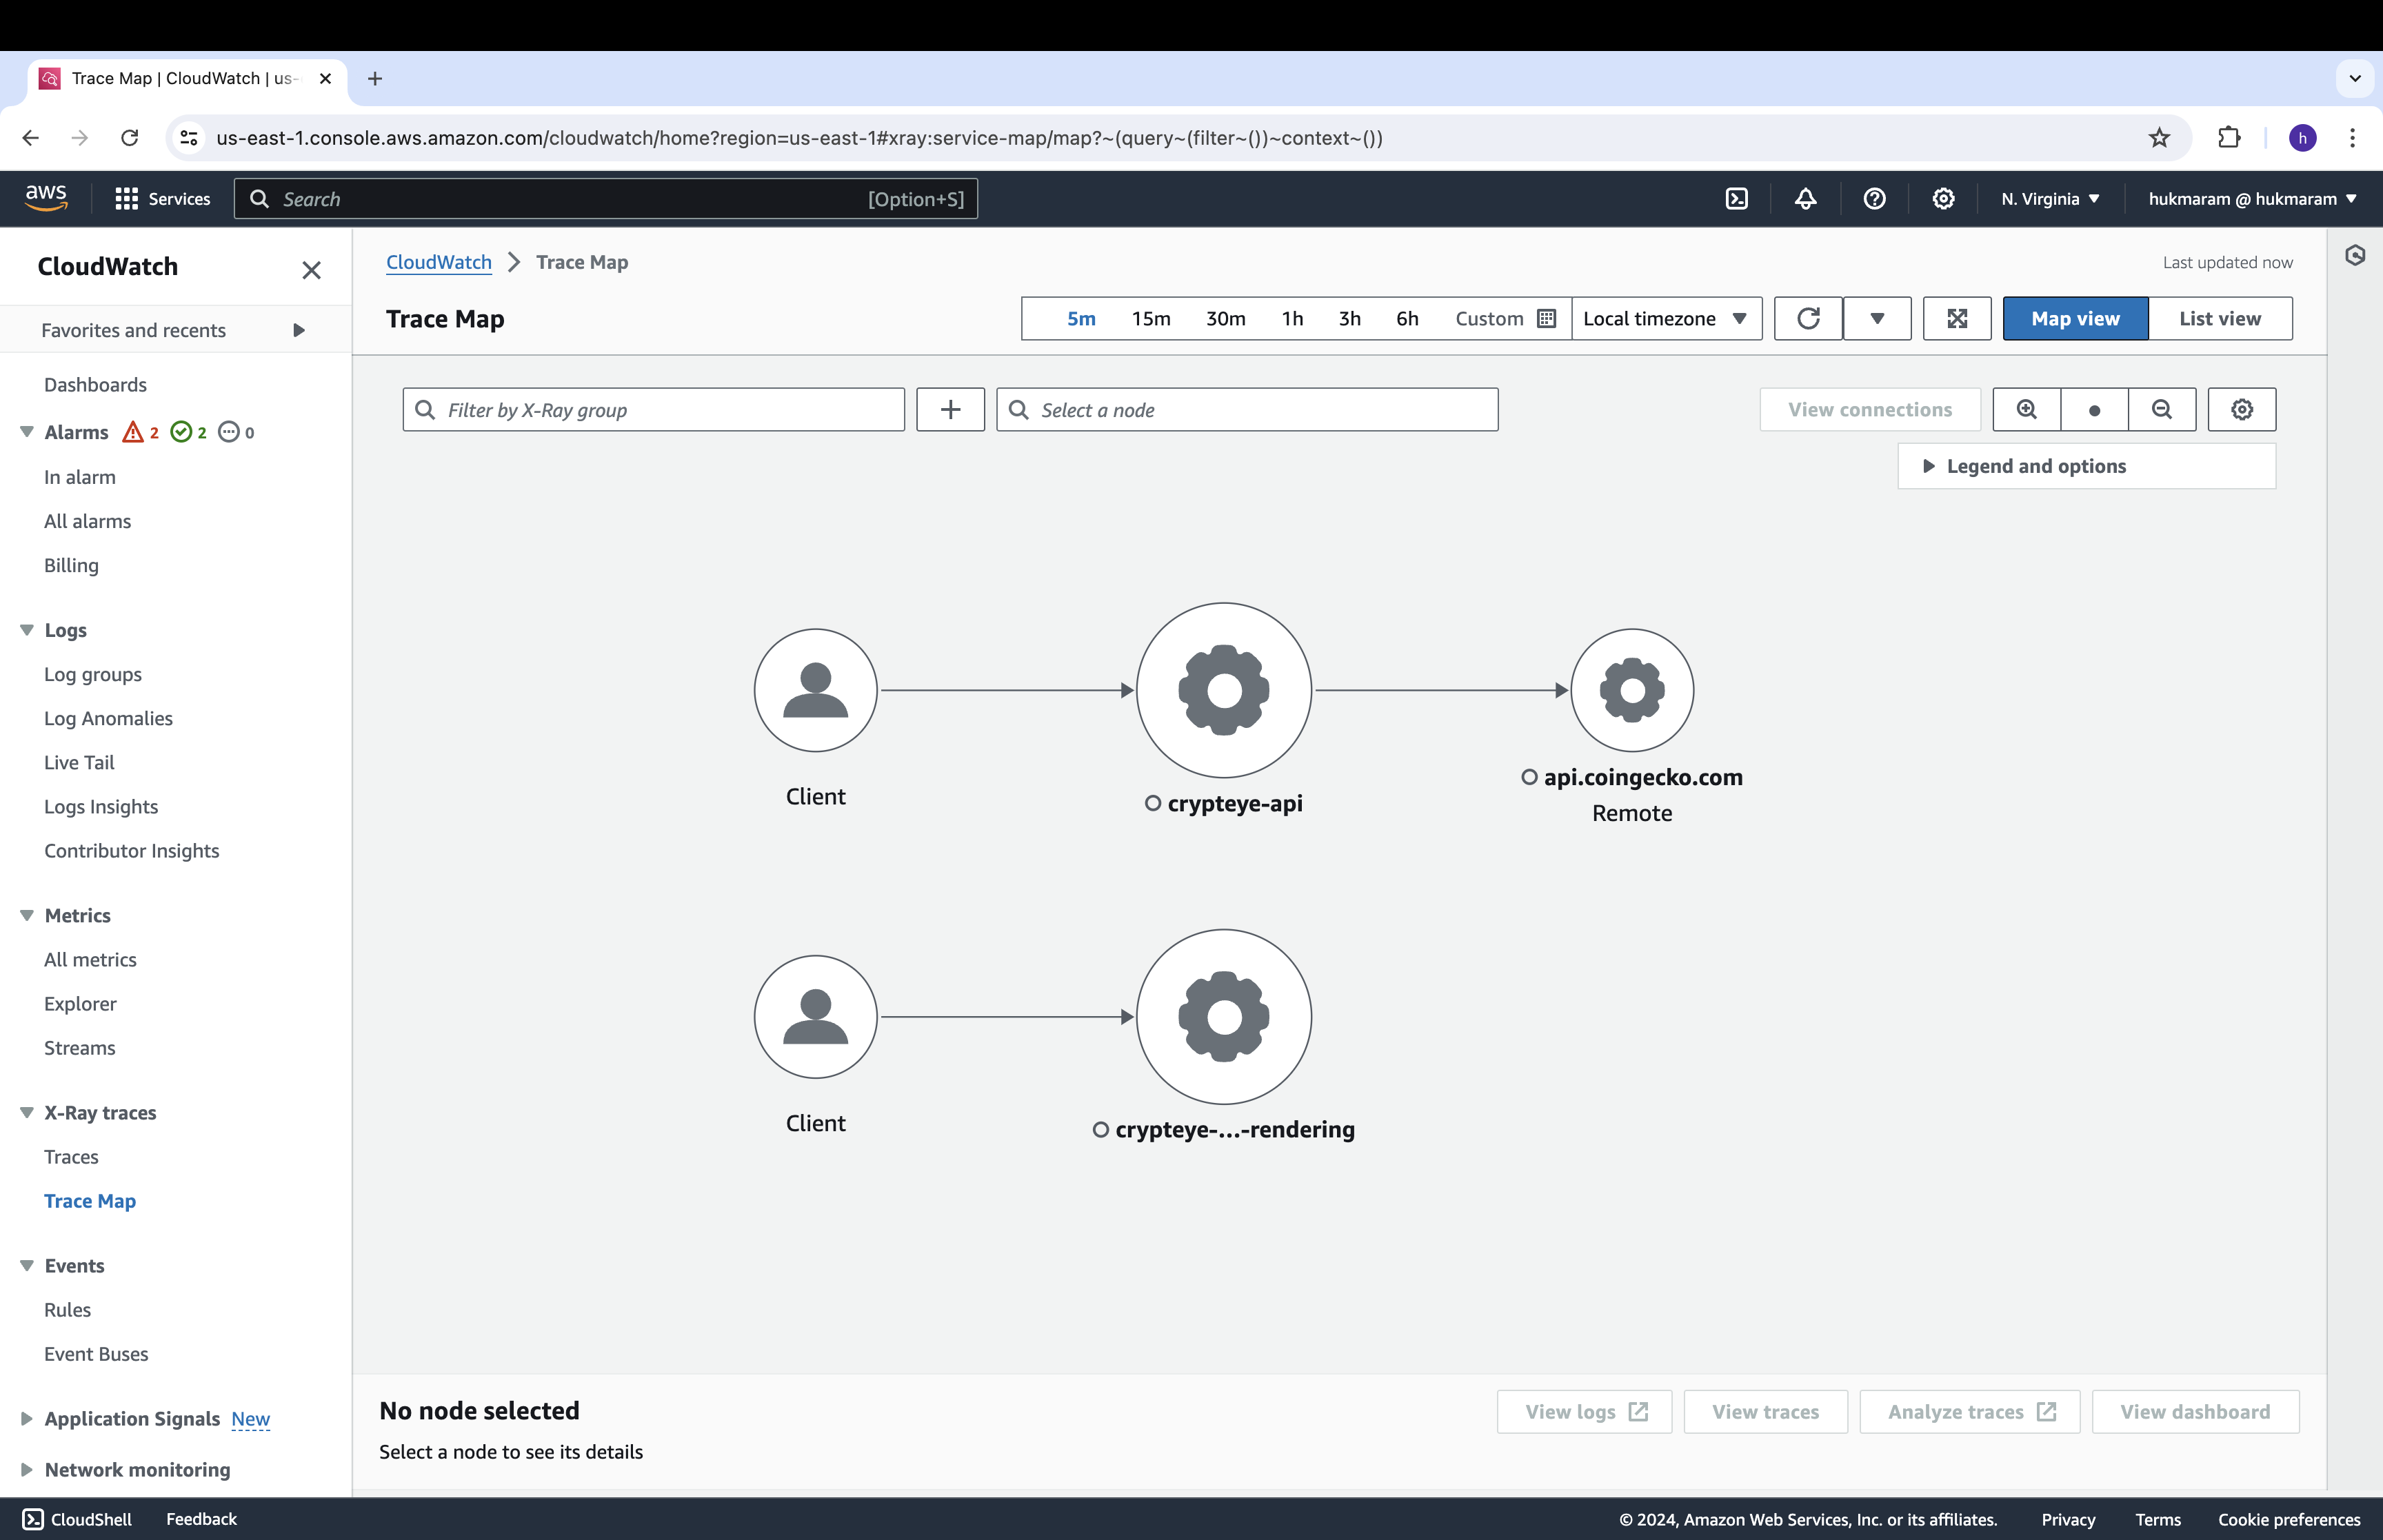 Trace Map | CloudWatch | us-
us-east-1.console.aws.amazon.com/cloudwatch/home?region=us-east-1#xray:service-map/map?~(query~(filter~())~context~())
h
aws
Services
Search
[Option+S]
N. Virginia
hukmaram @ hukmaram
CloudWatch
Favorites and recents
Dashboards
Alarms 2 2 0
In alarm
All alarms
Billing
Logs
Log groups
Log Anomalies
Live Tail
Logs Insights
Contributor Insights
Metrics
All metrics
Explorer
Streams
X-Ray traces
Traces
Trace Map
Events
Rules
Event Buses
Application Signals New
Network monitoring
CloudWatch > Trace Map
Last updated now
Trace Map
5m 15m 30m 1h 3h 6h Custom Local timezone
Map view List view
Filter by X-Ray group
+
Select a node
View connections
Legend and options
Client
crypteye-api
api.coingecko.com
Remote
Client
crypteye-...-rendering
No node selected
Select a node to see its details
View logs
View traces
Analyze traces
View dashboard
CloudShell
Feedback
© 2024, Amazon Web Services, Inc. or its affiliates.
Privacy
Terms
Cookie preferences